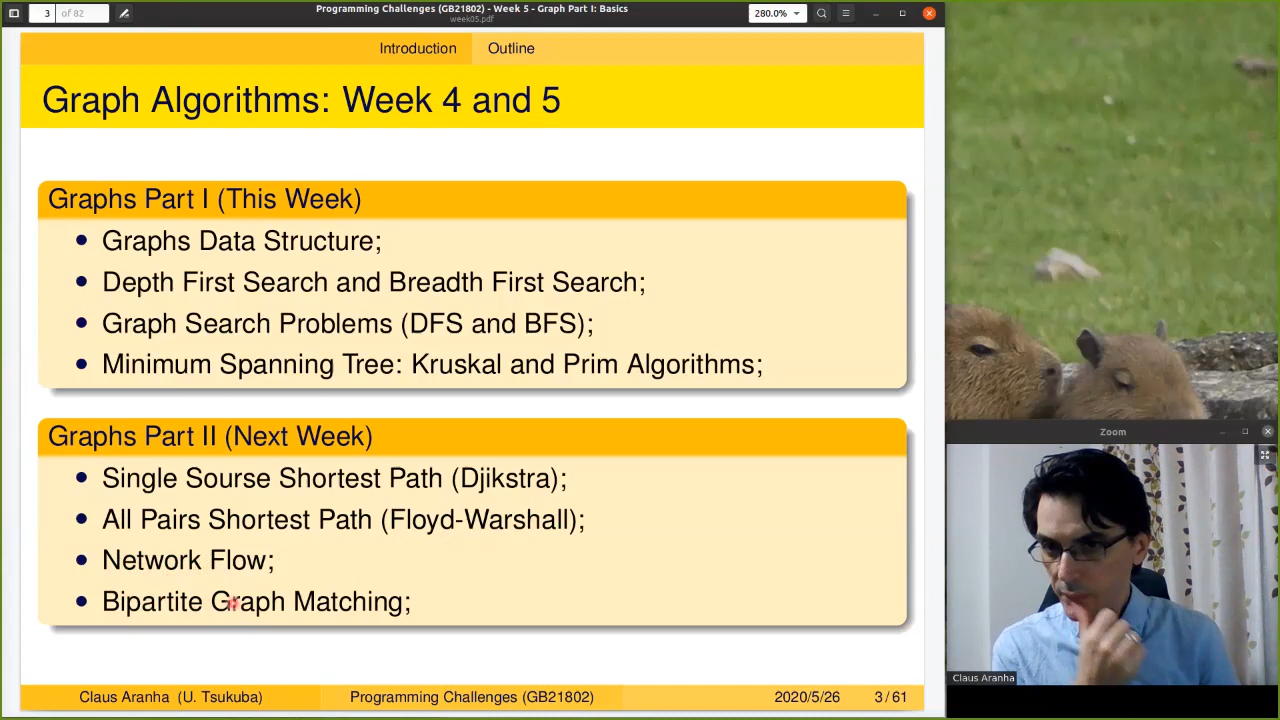 3 of 82
Programming Challenges (GB21802) - Week 5 - Graph Part I: Basics
week05.pdf
280.0%
Introduction Outline
Graph Algorithms: Week 4 and 5
Graphs Part I (This Week)
Graphs Data Structure;
Depth First Search and Breadth First Search;
Graph Search Problems (DFS and BFS);
Minimum Spanning Tree: Kruskal and Prim Algorithms;
Graphs Part II (Next Week)
Single Sourse Shortest Path (Djikstra);
All Pairs Shortest Path (Floyd-Warshall);
Network Flow;
Bipartite Graph Matching;
Claus Aranha (U. Tsukuba) Programming Challenges (GB21802) 2020/5/26 3 / 61
Zoom
Claus Aranha